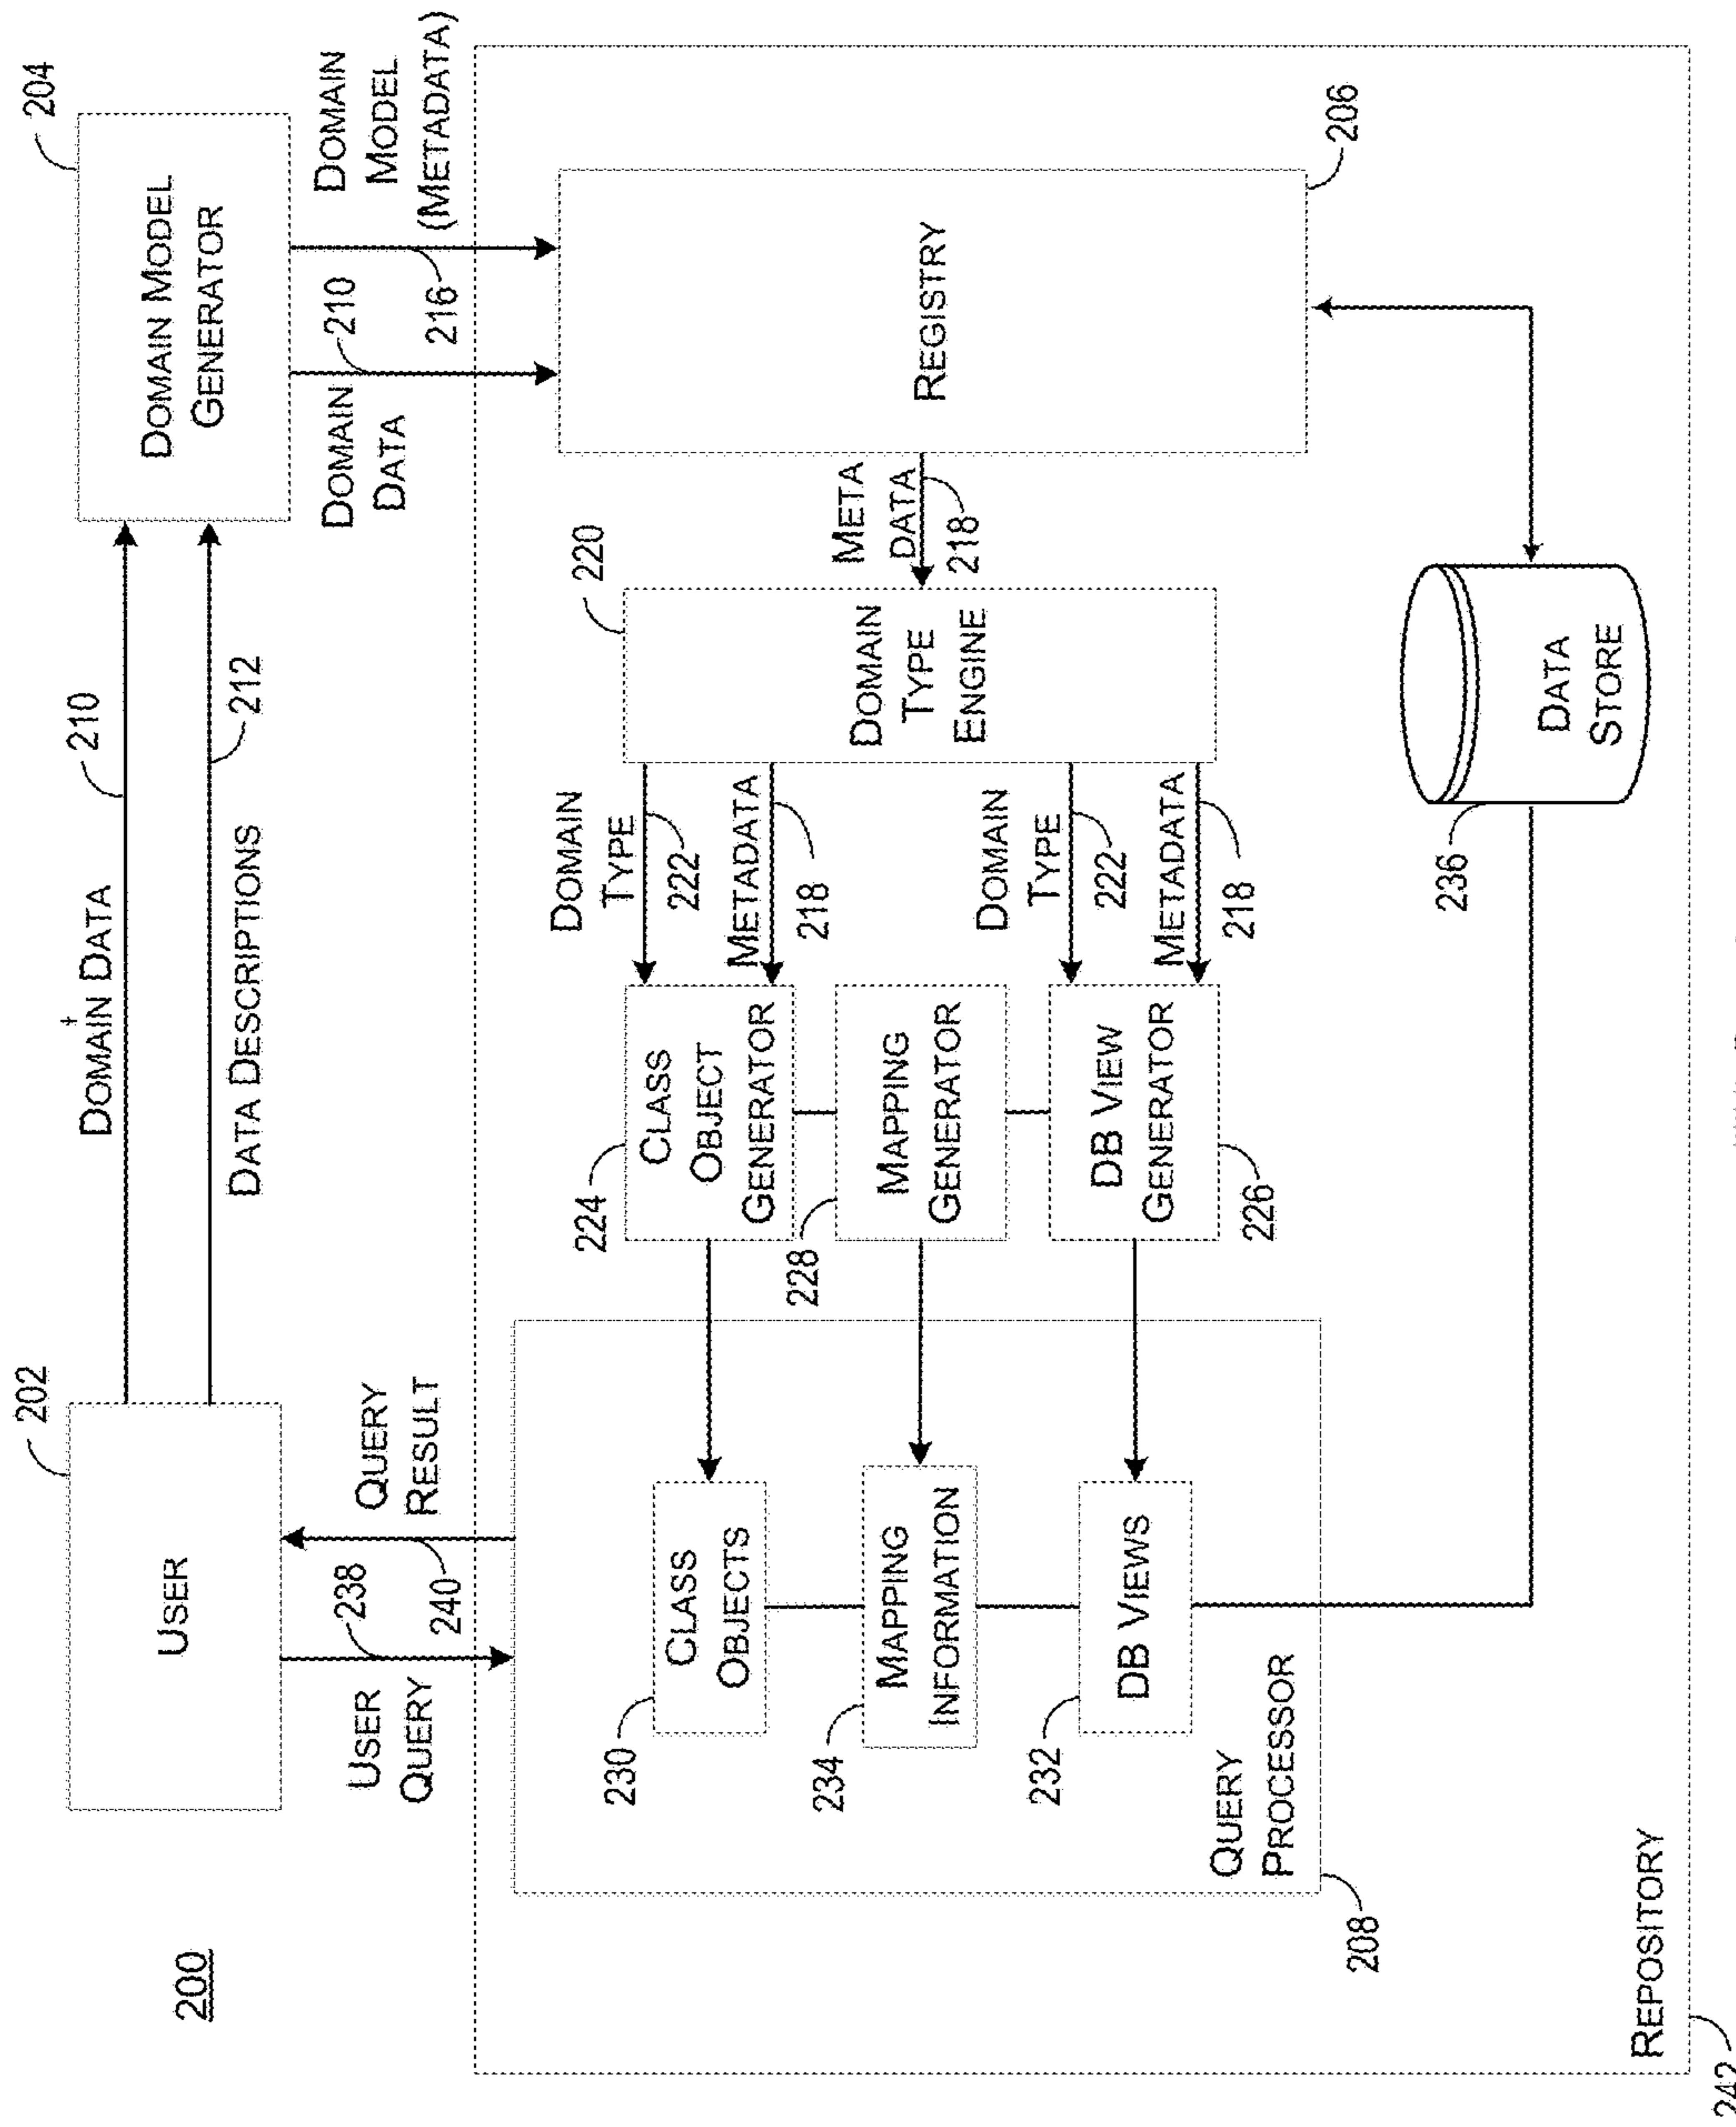 200
202
USER
DOMAIN DATA
210
DATA DESCRIPTIONS
212
204
DOMAIN MODEL
GENERATOR
USER
QUERY
238
QUERY
RESULT
240
DOMAIN
DATA
210
DOMAIN
MODEL
(METADATA)
216
230
CLASS
OBJECTS
234
MAPPING
INFORMATION
232
DB VIEWS
QUERY
PROCESSOR
208
224
CLASS
OBJECT
GENERATOR
228
MAPPING
GENERATOR
DB VIEW
GENERATOR
226
DOMAIN
TYPE
222
METADATA
218
DOMAIN
TYPE
222
METADATA
218
220
DOMAIN
TYPE
ENGINE
META
DATA
218
REGISTRY
206
236
DATA
STORE
REPOSITORY
242